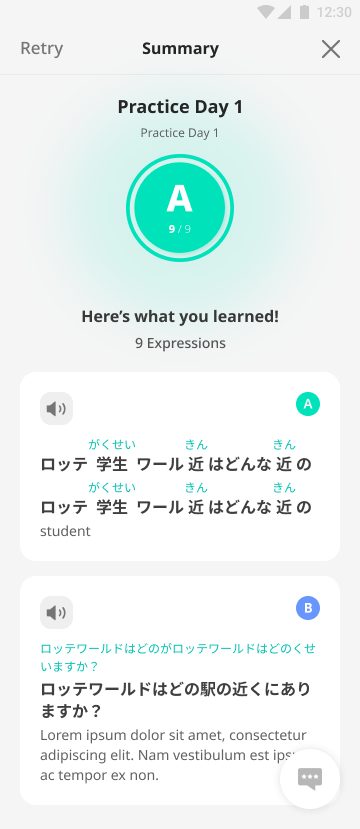 12:30
Retry
Summary
Practice Day 1
Practice Day 1
A
9 / 9
Here's what you learned!
9 Expressions
A
がくせい きん きん
ロッテ 学生 ワール 近 はどんな 近 の
がくせい きん きん
ロッテ 学生 ワール 近 はどんな 近 の
student
B
ロッテワールドはどのがロッテワールドはどのくせ
いますか？
ロッテワールドはどの駅の近くにあり
ますか？
Lorem ipsum dolor sit amet, consectetur
adipiscing elit. Nam vestibulum est
ac tempor ex non.